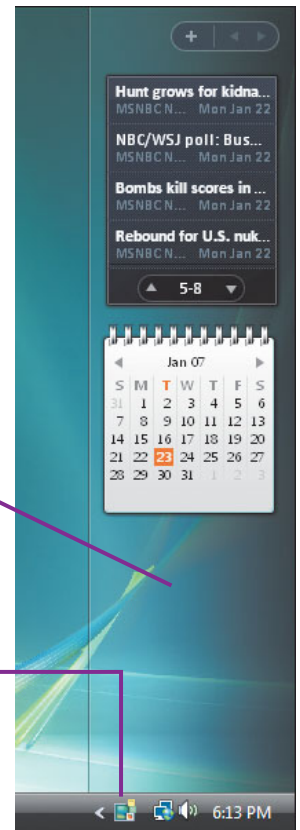 Hunt grows for kidna...
MSNBC N... Mon Jan 22
NBC/WSJ poll: Bus...
MSNBC N... Mon Jan 22
Bombs kill scores in ...
MSNBC N... Mon Jan 22
Rebound for U.S. nuk...
MSNBC N... Mon Jan 22
5-8
Jan 07
S M T W T F S
31 1 2 3 4 5 6
7 8 9 10 11 12 13
14 15 16 17 18 19 20
21 22 23 24 25 26 27
28 29 30 31 1 2 3
6:13 PM